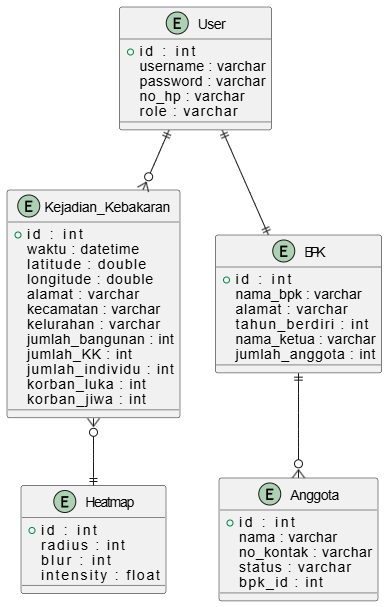 E User
id : int
username : varchar
password : varchar
no_hp : varchar
role : varchar
E Kejadian_Kebakaran
id : int
waktu : datetime
latitude : double
longitude : double
alamat : varchar
kecamatan : varchar
kelurahan : varchar
jumlah_bangunan : int
jumlah_KK : int
jumlah_individu : int
korban_luka : int
korban_jiwa : int
E BPK
id : int
nama_bpk : varchar
alamat : varchar
tahun_berdiri : int
nama_ketua : varchar
jumlah_anggota : int
E Heatmap
id : int
radius : int
blur : int
intensity : float
E Anggota
id : int
nama : varchar
no_kontak : varchar
status : varchar
bpk_id : int